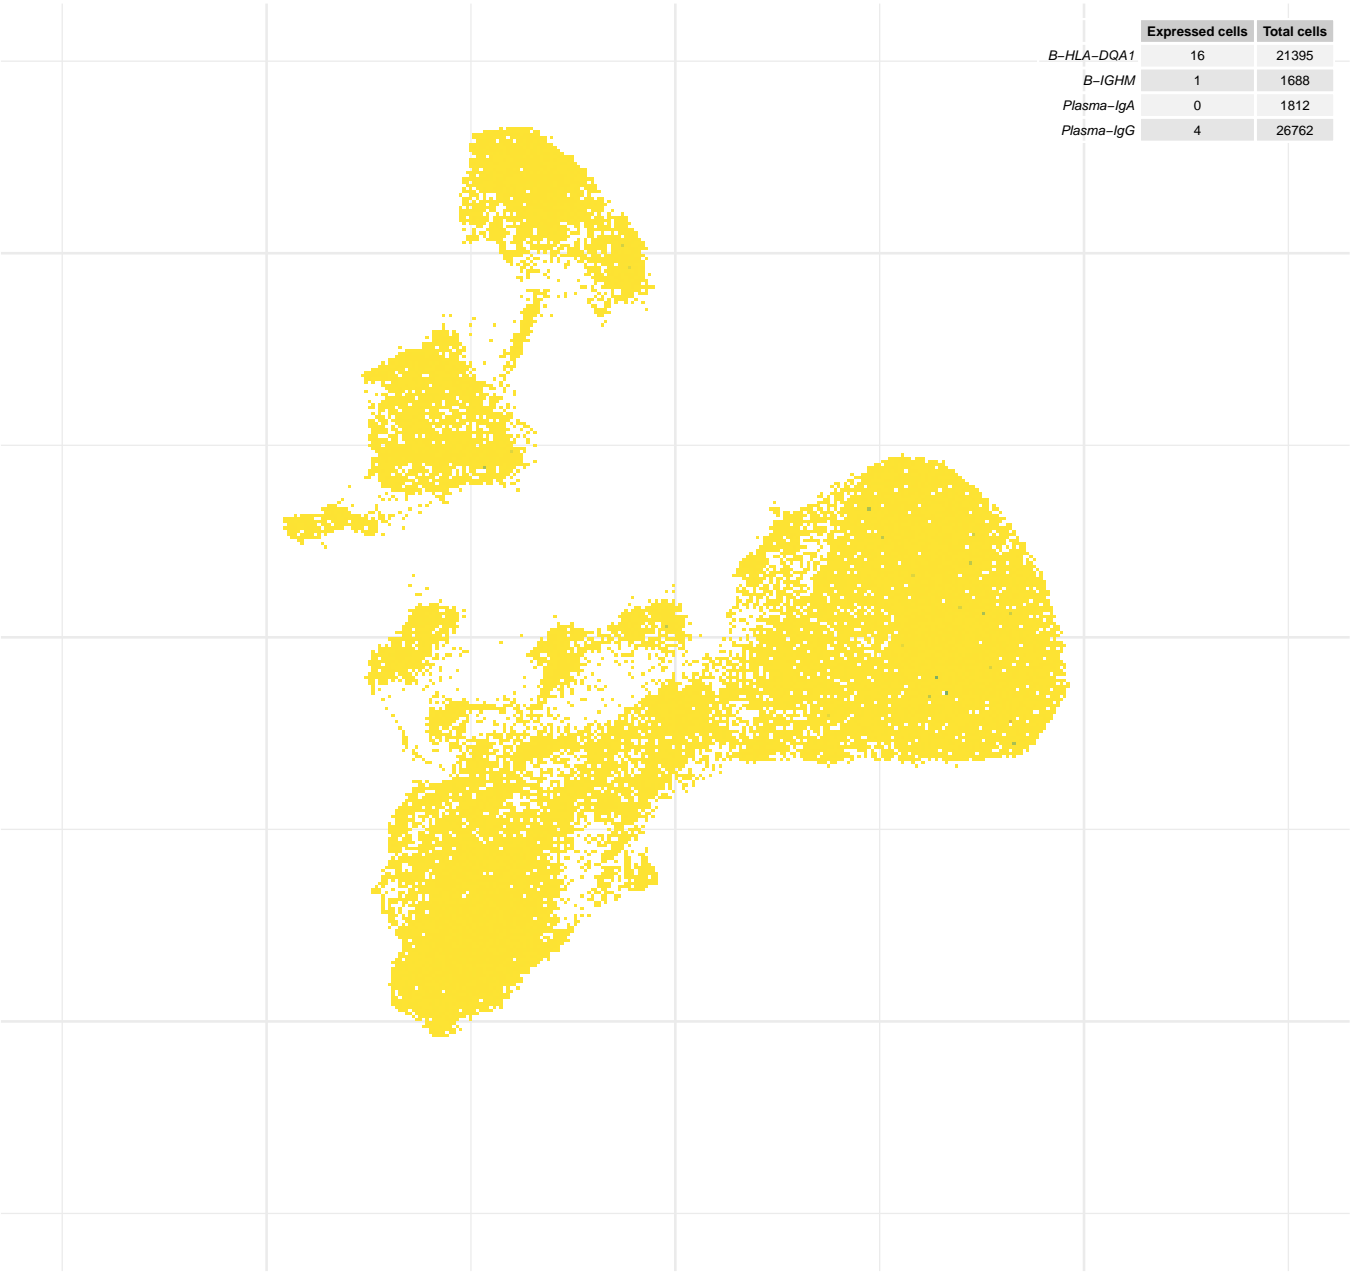 Expressed cells Total cells
B−HLA−DQA1 16 21395
B−IGHM 1 1688
Plasma−IgA 0 1812
Plasma−IgG 4 26762